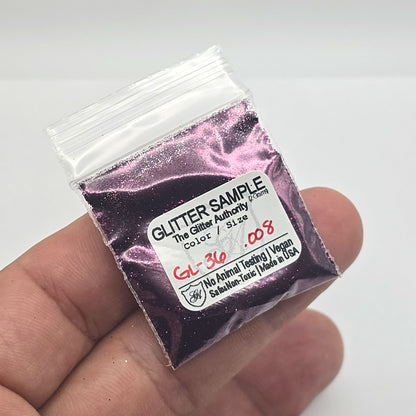 GLITTER SAMPLE
The Glitter Authority
Color / Size
GL-36 .008
No Animal Testing / Vegan
Safe Non-Toxic / Made in USA